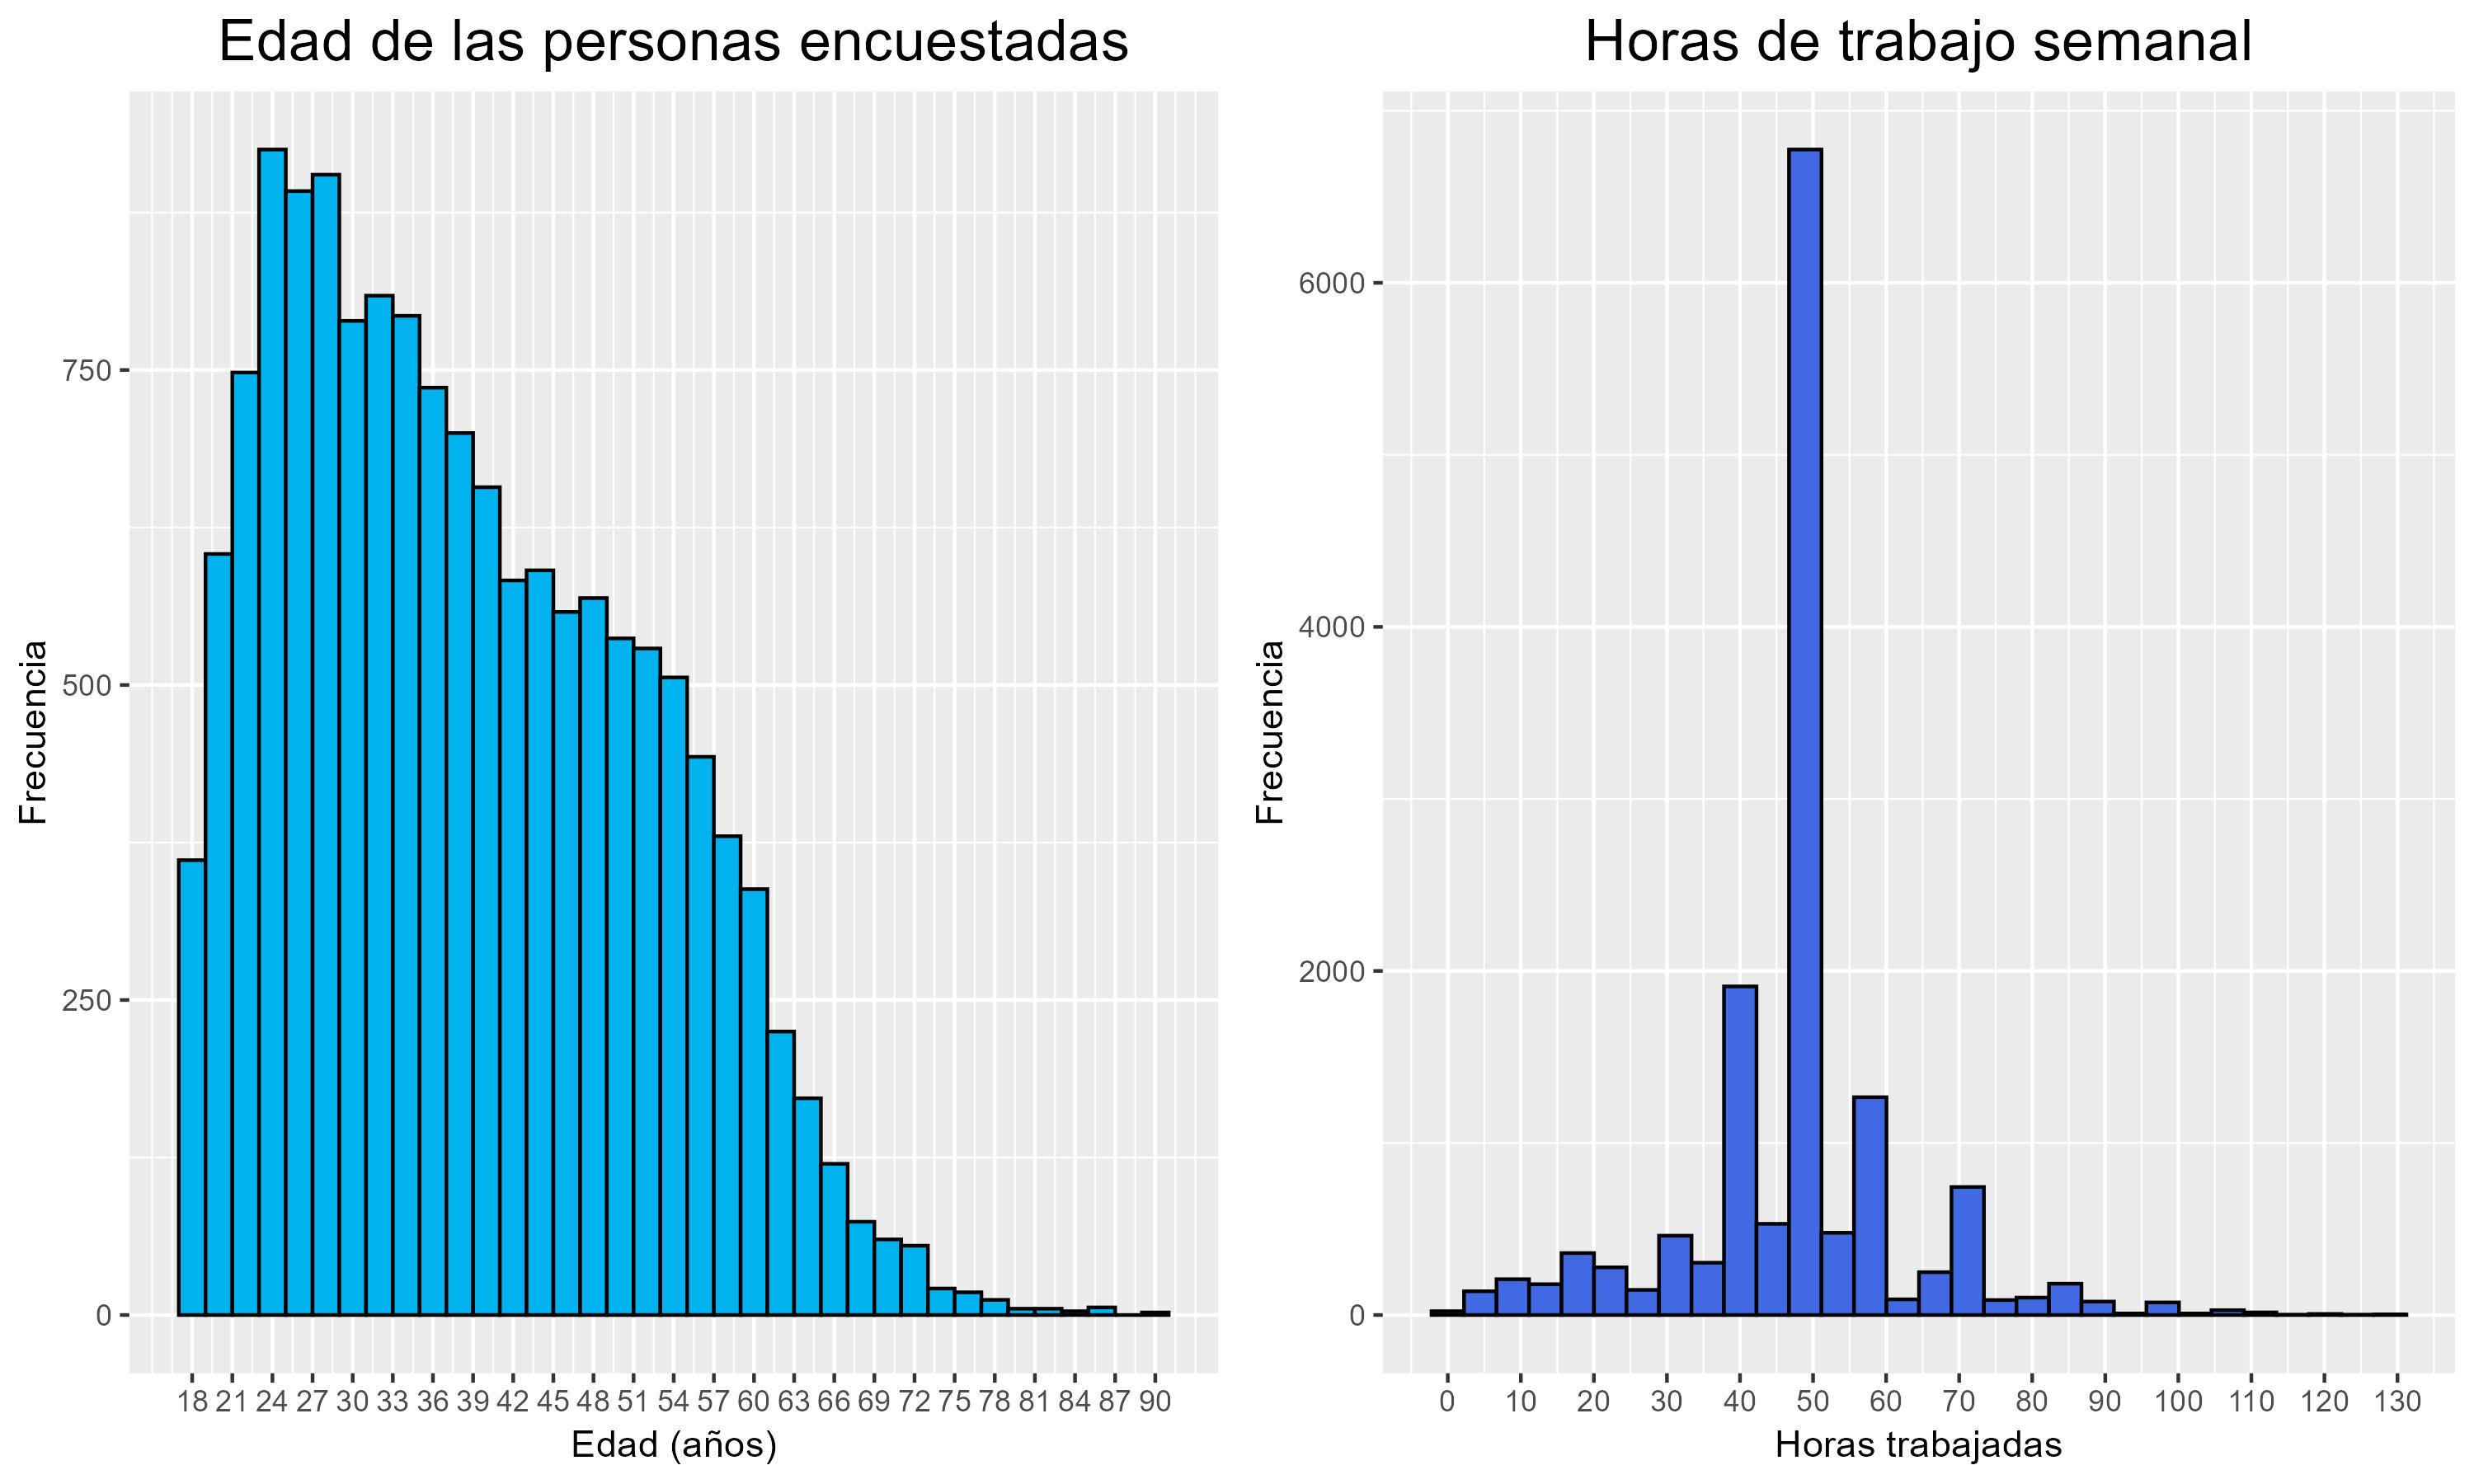 Edad de las personas encuestadas
Frecuencia
750
500
250
0
18 21 24 27 30 33 36 39 42 45 48 51 54 57 60 63 66 69 72 75 78 81 84 87 90
Edad (años)
Horas de trabajo semanal
Frecuencia
6000
4000
2000
0
0 10 20 30 40 50 60 70 80 90 100 110 120 130
Horas trabajadas